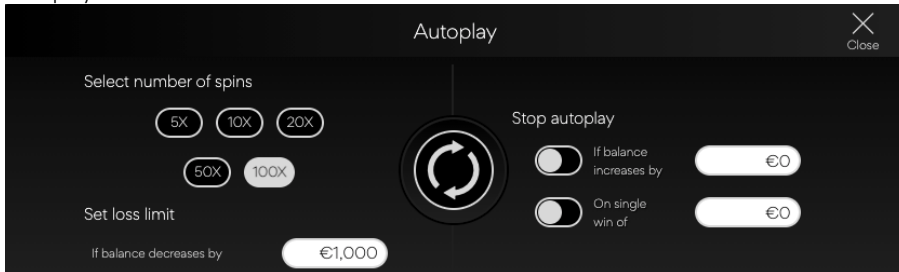 Autoplay
Close
Select number of spins
5X 10X 20X
50X 100X
Set loss limit
If balance decreases by €1,000
Stop autoplay
If balance
increases by €0
On single
win of €0